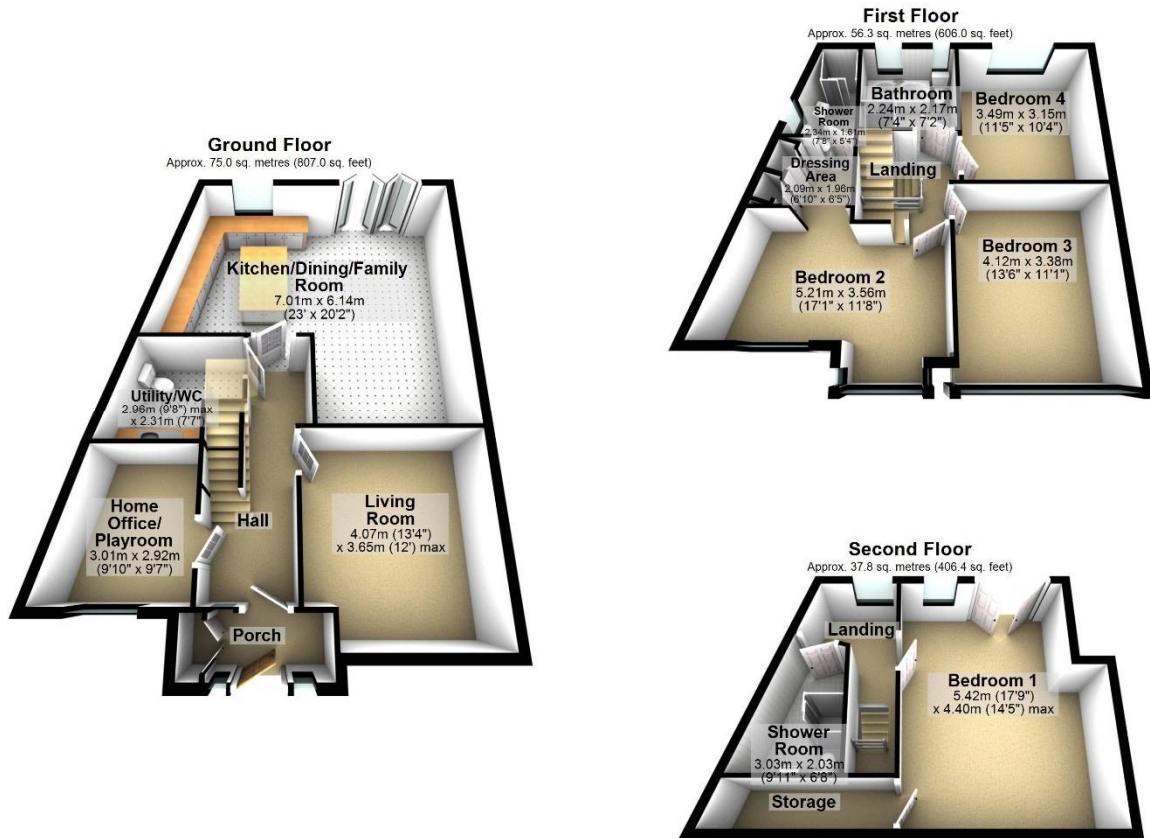 Ground Floor
Approx. 75.0 sq. metres (807.0 sq. feet)
Kitchen/Dining/Family
Room
7.01m x 6.14m
(23' x 20'2")
Utility/WC
2.96m (9'8") max
x 2.31m (7'7")
Home
Office/
Playroom
3.01m x 2.92m
(9'10" x 9'7")
Hall
Living
Room
4.07m (13'4")
x 3.65m (12') max
Porch
First Floor
Approx. 56.3 sq. metres (606.0 sq. feet)
Shower
Room
2.34m x 1.61m
(7'8" x 5'4")
Bathroom
2.24m x 2.17m
(7'4" x 7'2")
Bedroom 4
3.49m x 3.15m
(11'5" x 10'4")
Dressing
Area
2.09m x 1.96m
(6'10" x 6'5")
Landing
Bedroom 2
5.21m x 3.56m
(17'1" x 11'8")
Bedroom 3
4.12m x 3.38m
(13'6" x 11'1")
Second Floor
Approx. 37.8 sq. metres (406.4 sq. feet)
Landing
Bedroom 1
5.42m (17'9")
x 4.40m (14'5") max
Shower
Room
3.03m x 2.03m
(9'11" x 6'8")
Storage